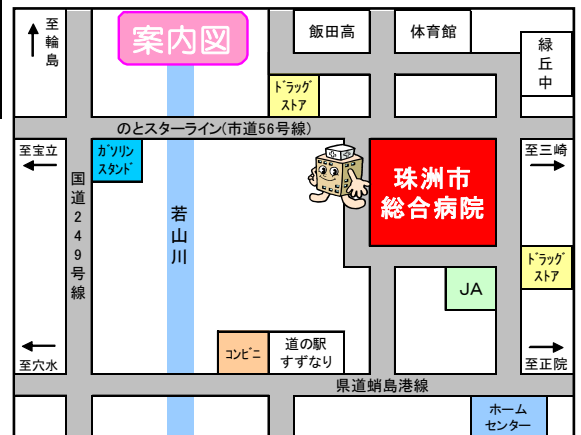 案内図
至輪島
飯田高
体育館
緑丘中
ドラッグ
ストア
のとスターライン(市道56号線)
至宝立
ガソリン
スタンド
国道249号線
若山川
珠洲市
総合病院
至三崎
ドラッグ
ストア
JA
コンビニ
道の駅
すずなり
至穴水
至正院
県道蛸島港線
ホーム
センター